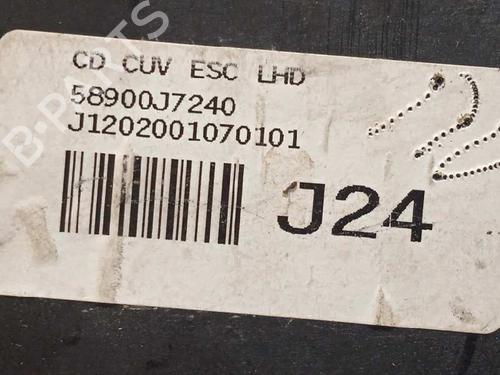 CD CUV ESC LHD
58900J7240
J1202001070101
J24
B-PARTS